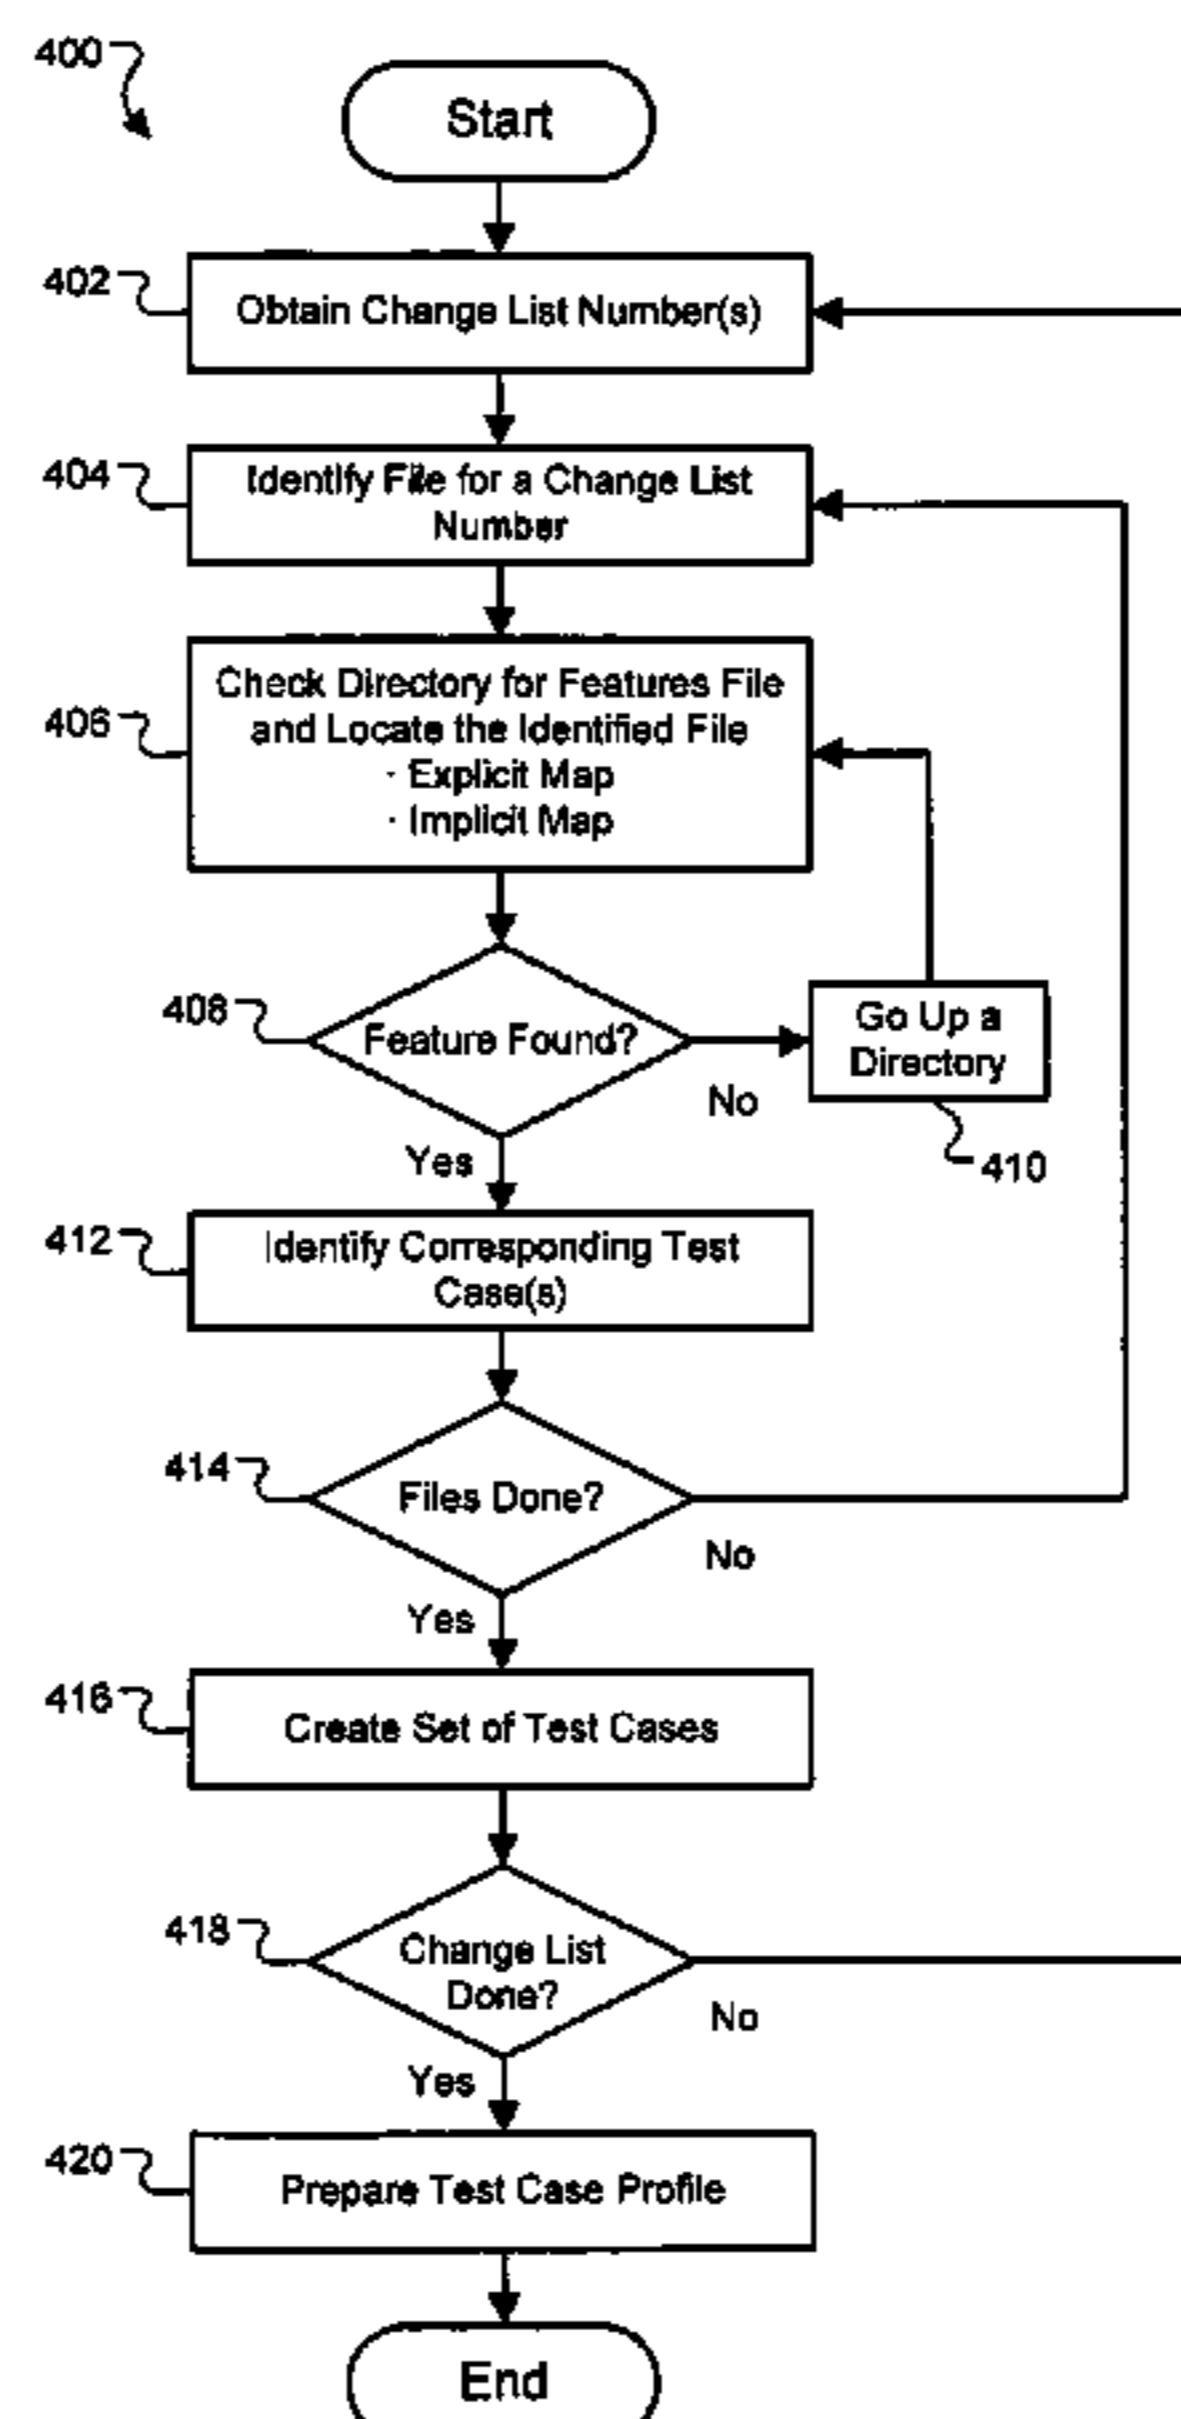 400
Start
402
Obtain Change List Number(s)
404
Identify File for a Change List
Number
406
Check Directory for Features File
and Locate the Identified File
· Explicit Map
· Implicit Map
408
Feature Found?
No
Go Up a
Directory
410
Yes
412
Identify Corresponding Test
Case(s)
414
Files Done?
No
Yes
416
Create Set of Test Cases
418
Change List
Done?
No
Yes
420
Prepare Test Case Profile
End